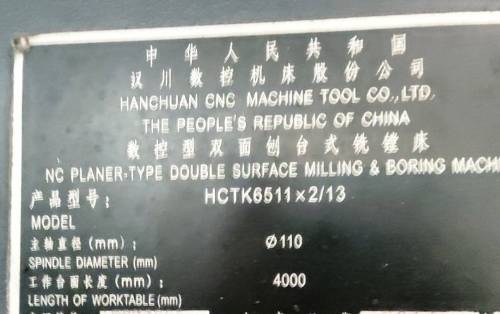 中华人民共和国
汉川数控机床股份公司
HANCHUAN CNC MACHINE TOOL CO.,LTD.
THE PEOPLE'S REPUBLIC OF CHINA
数控型双面刨台式铣镗床
NC PLANER-TYPE DOUBLE SURFACE MILLING & BORING MACH
产品型号: HCTK6511×2/13
MODEL
主轴直径(mm): Ø110
SPINDLE DIAMETER (mm)
工作台面长度(mm): 4000
LENGTH OF WORKTABLE (mm)